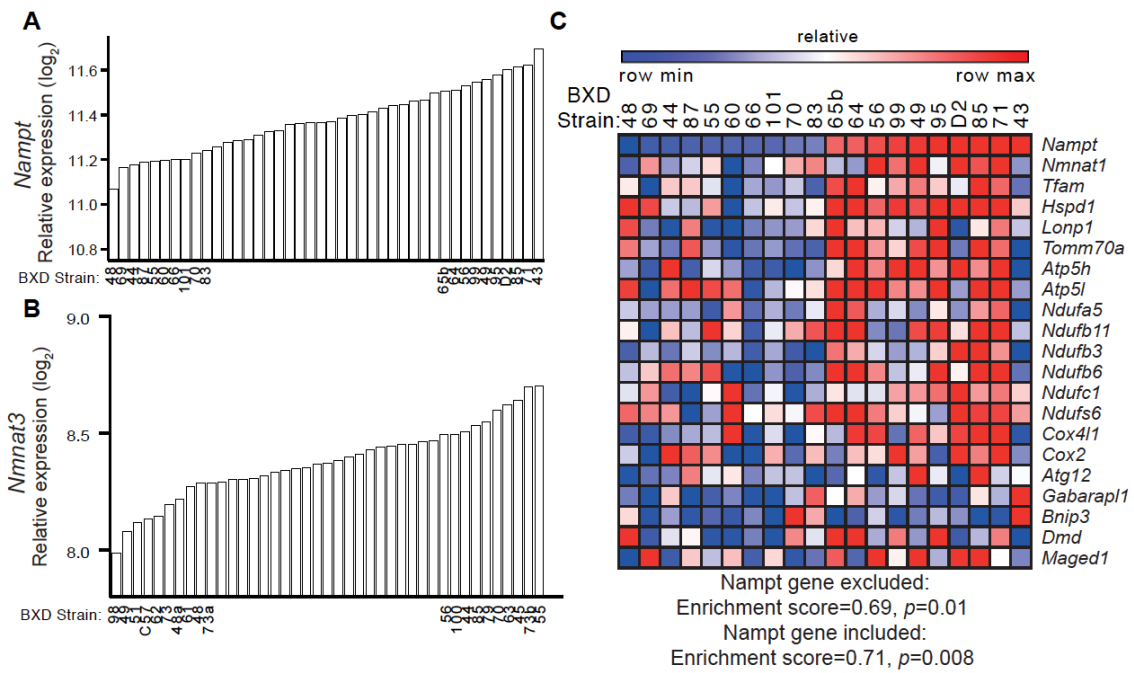 A
Nampt
Relative expression (log2)
11.6
11.4
11.2
11.0
10.8
BXD Strain:
48 69 44 87 55 60 66 101 70 83 65b 64 56 99 49 95 D2 85 71 43
B
Nmnat3
Relative expression (log2)
9.0
8.5
8.0
BXD Strain:
98 49 51 C57 62 73 48a 61 48 73a 56 100 44 85 79 70 63 45 73b 55
C
relative
row min row max
BXD
Strain:
48 69 44 87 55 60 66 101 70 83 65b 64 56 99 49 95 D2 85 71 43
Nampt
Nmnat1
Tfam
Hspd1
Lonp1
Tomm70a
Atp5h
Atp5l
Ndufa5
Ndufb11
Ndufb3
Ndufb6
Ndufc1
Ndufs6
Cox4l1
Cox2
Atg12
Gabarapl1
Bnip3
Dmd
Maged1
Nampt gene excluded:
Enrichment score=0.69, p=0.01
Nampt gene included:
Enrichment score=0.71, p=0.008